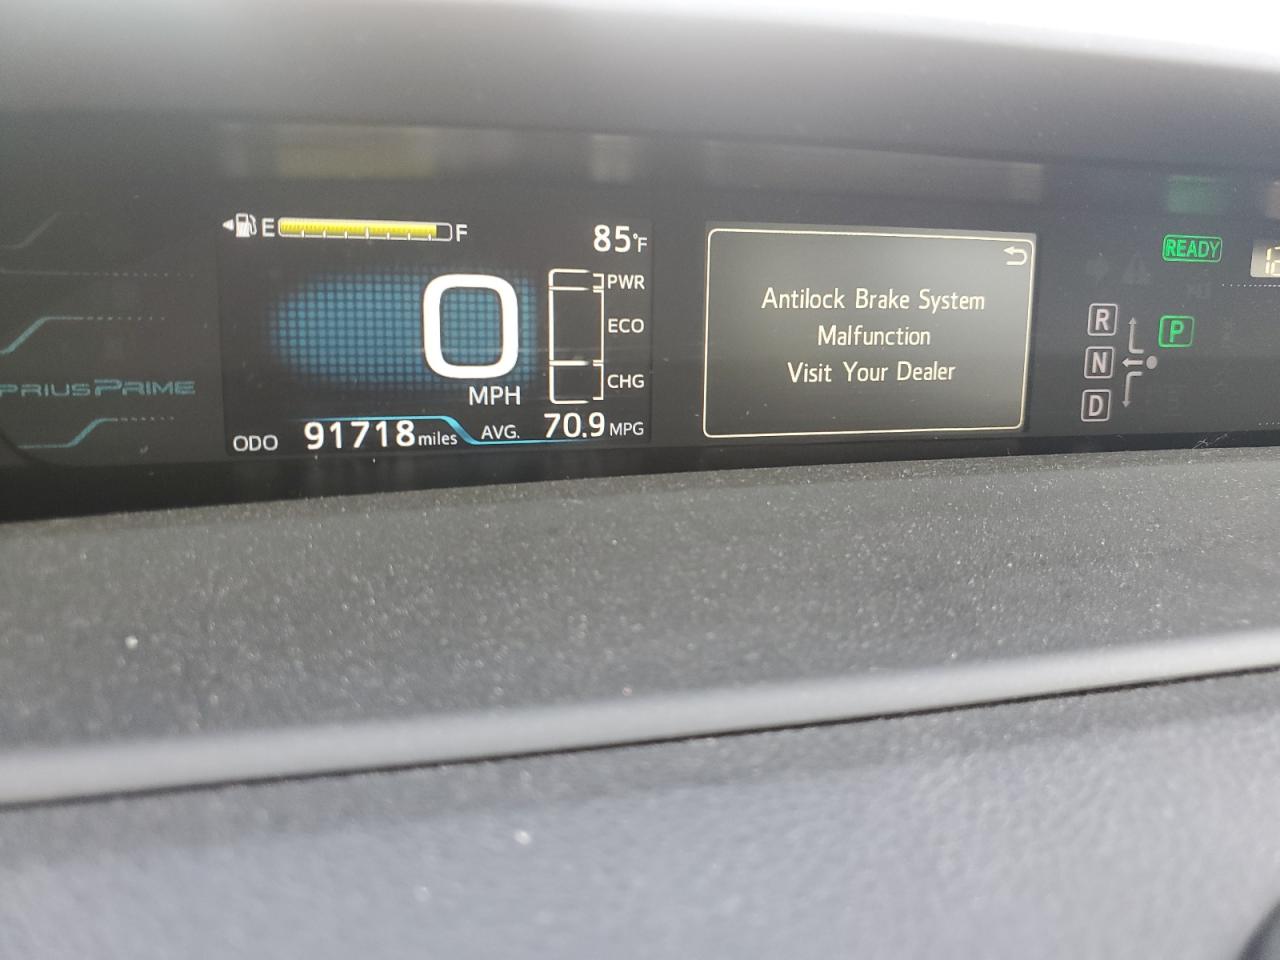 E F
85°F
PWR
0
ECO
MPH
CHG
PRIUS PRIME
ODO 91718 miles AVG. 70.9 MPG
Antilock Brake System
Malfunction
Visit Your Dealer
READY
R
P
N
D